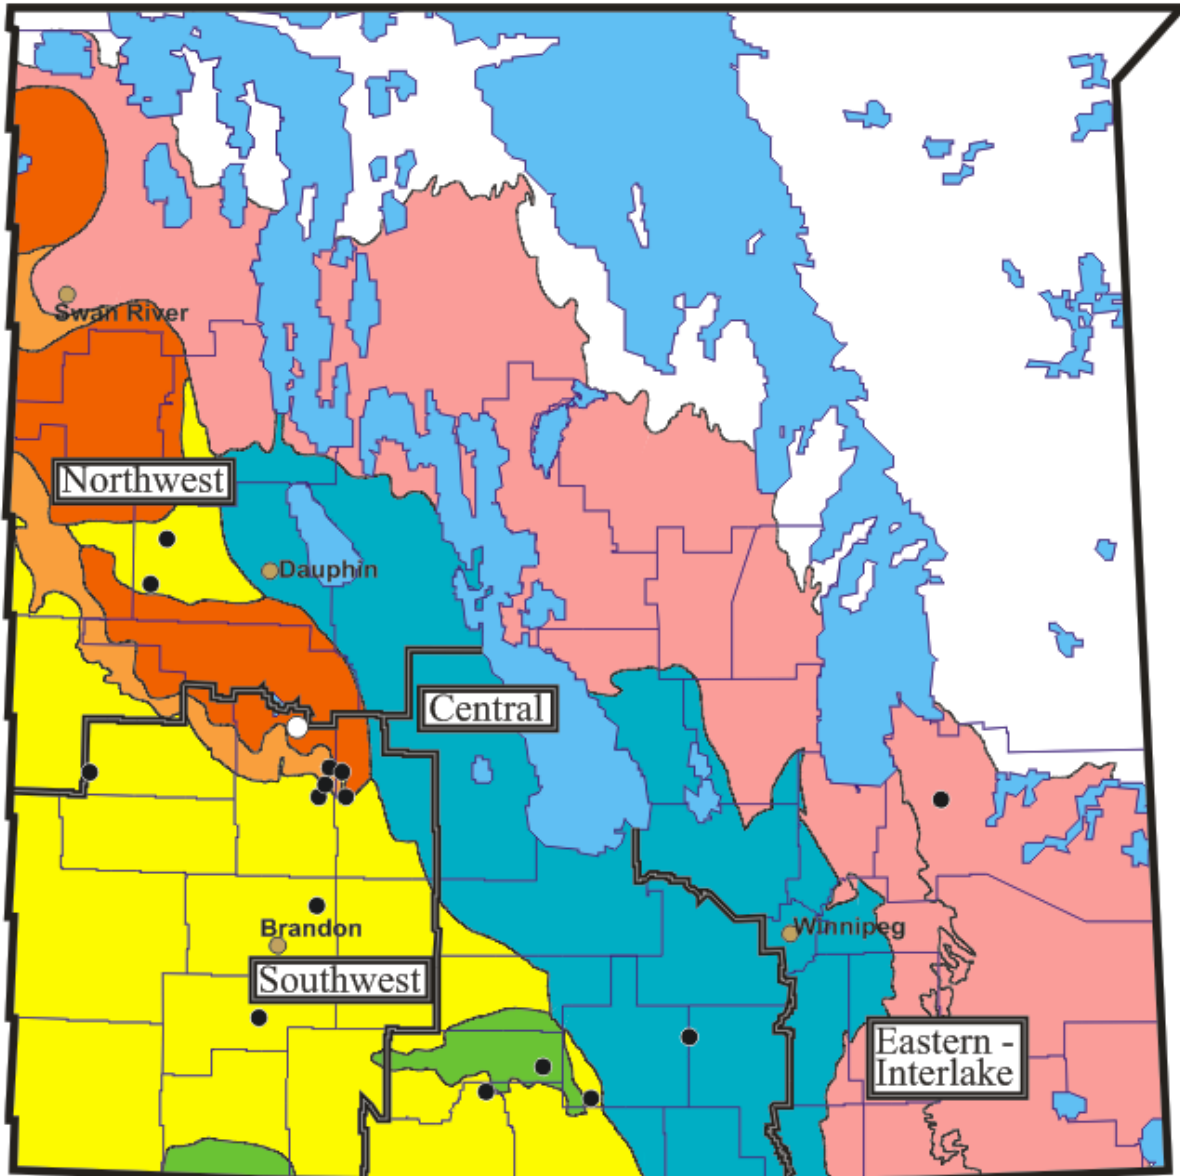 Swan River
Northwest
Dauphin
Central
Winnipeg
Brandon
Southwest
Eastern -
Interlake